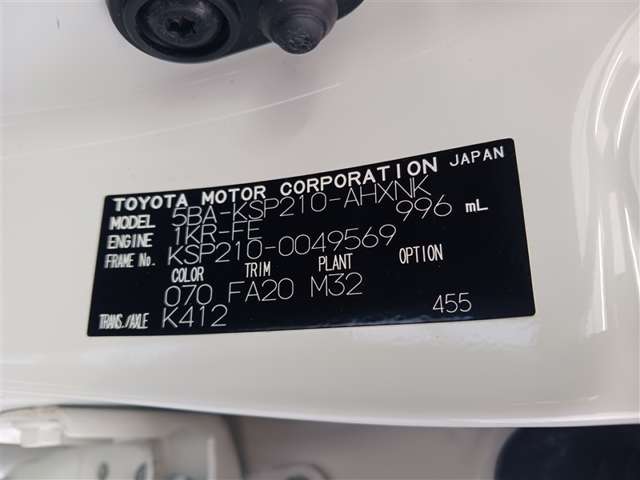 TOYOTA MOTOR CORPORATION JAPAN
MODEL 5BA-KSP210-AHXNK
ENGINE 1KR-FE 996 mL
FRAME No. KSP210-0049569
COLOR TRIM PLANT OPTION
070 FA20 M32
TRANS./AXLE K412 455